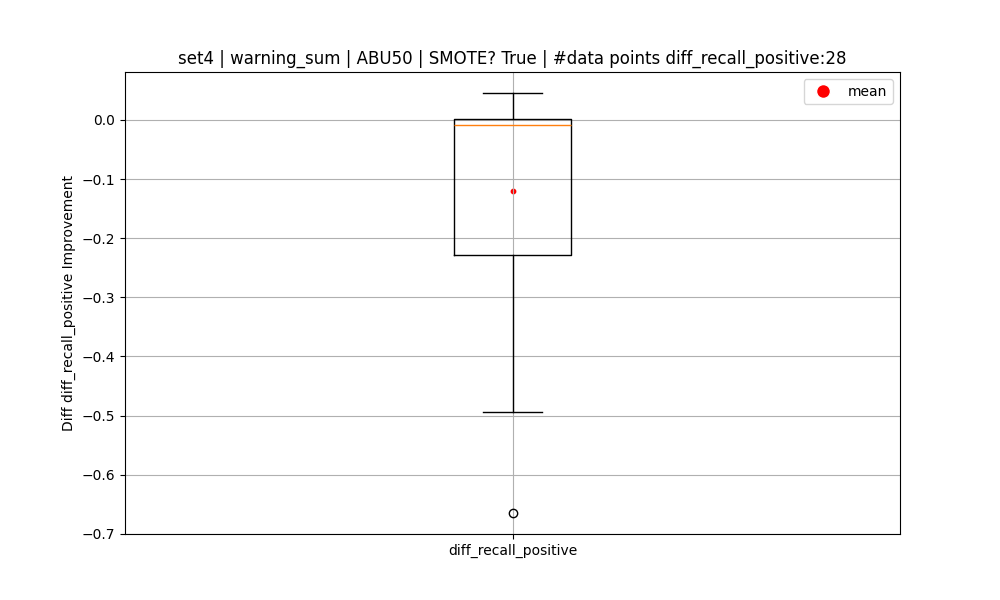 set4 | warning_sum | ABU50 | SMOTE? True | #data points diff_recall_positive:28
mean
Diff diff_recall_positive Improvement
0.0
−0.1
−0.2
−0.3
−0.4
−0.5
−0.6
−0.7
diff_recall_positive